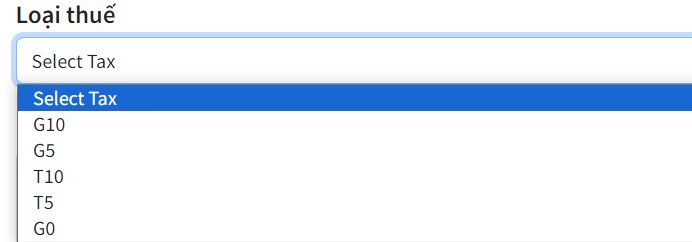 Loại thuế
Select Tax
Select Tax
G10
G5
T10
T5
G0